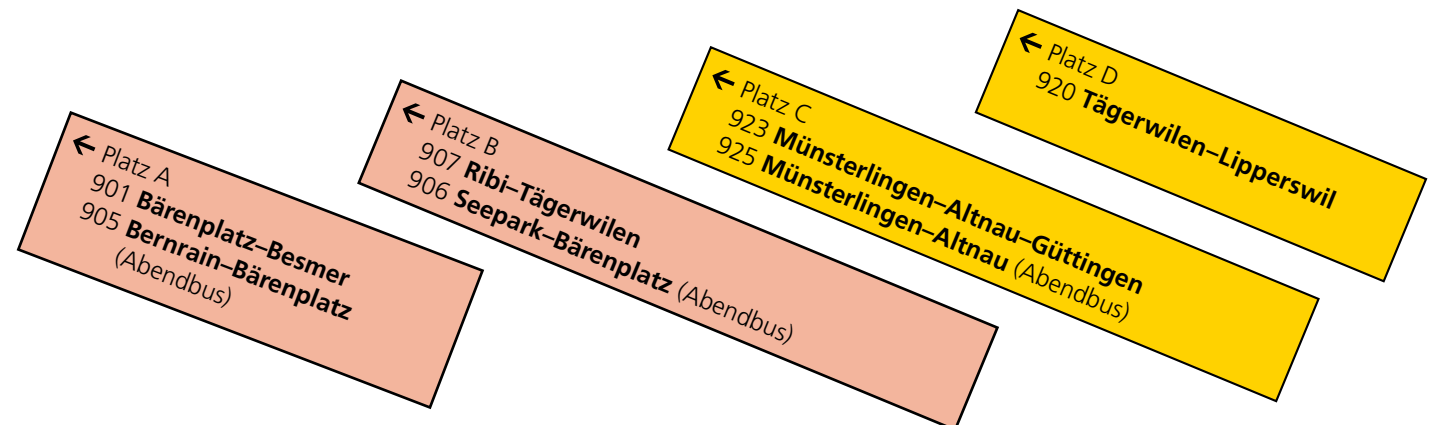 ← Platz A
901 Bärenplatz–Besmer
905 Bernrain–Bärenplatz
(Abendbus)
← Platz B
907 Ribi–Tägerwilen
906 Seepark–Bärenplatz (Abendbus)
← Platz C
923 Münsterlingen–Altnau–Güttingen
925 Münsterlingen–Altnau (Abendbus)
← Platz D
920 Tägerwilen–Lipperswil